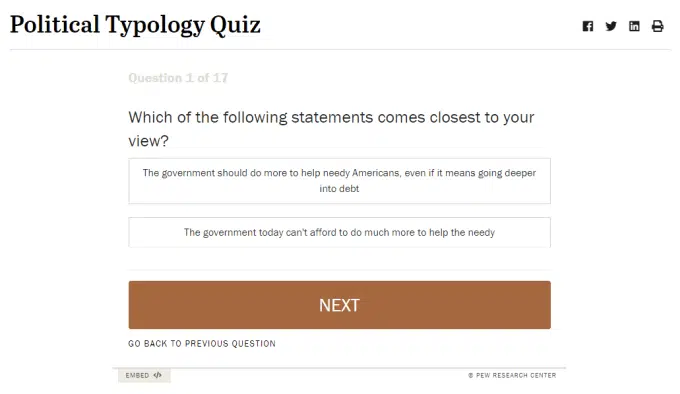 Political Typology Quiz
Question 1 of 17
Which of the following statements comes closest to your
view?
The government should do more to help needy Americans, even if it means going deeper
into debt
The government today can't afford to do much more to help the needy
NEXT
GO BACK TO PREVIOUS QUESTION
EMBED </>
© PEW RESEARCH CENTER